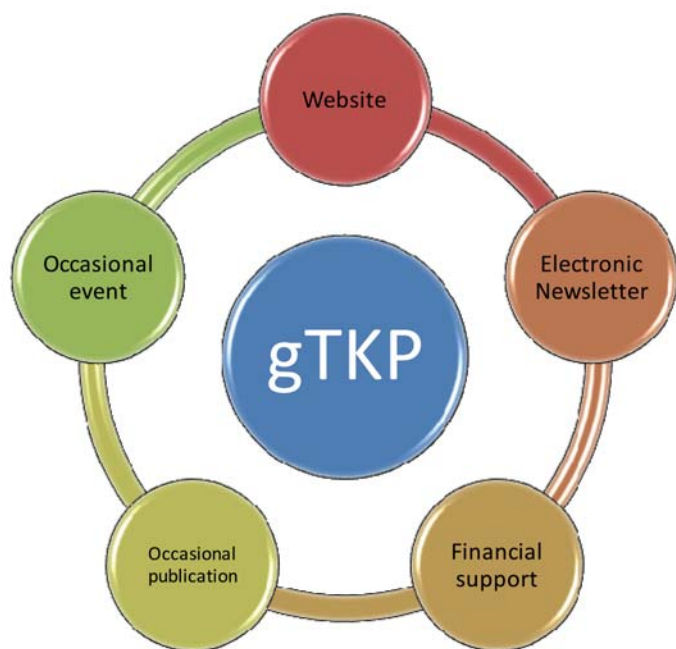 Website
Electronic
Newsletter
Financial
support
Occasional
publication
Occasional
event
gTKP